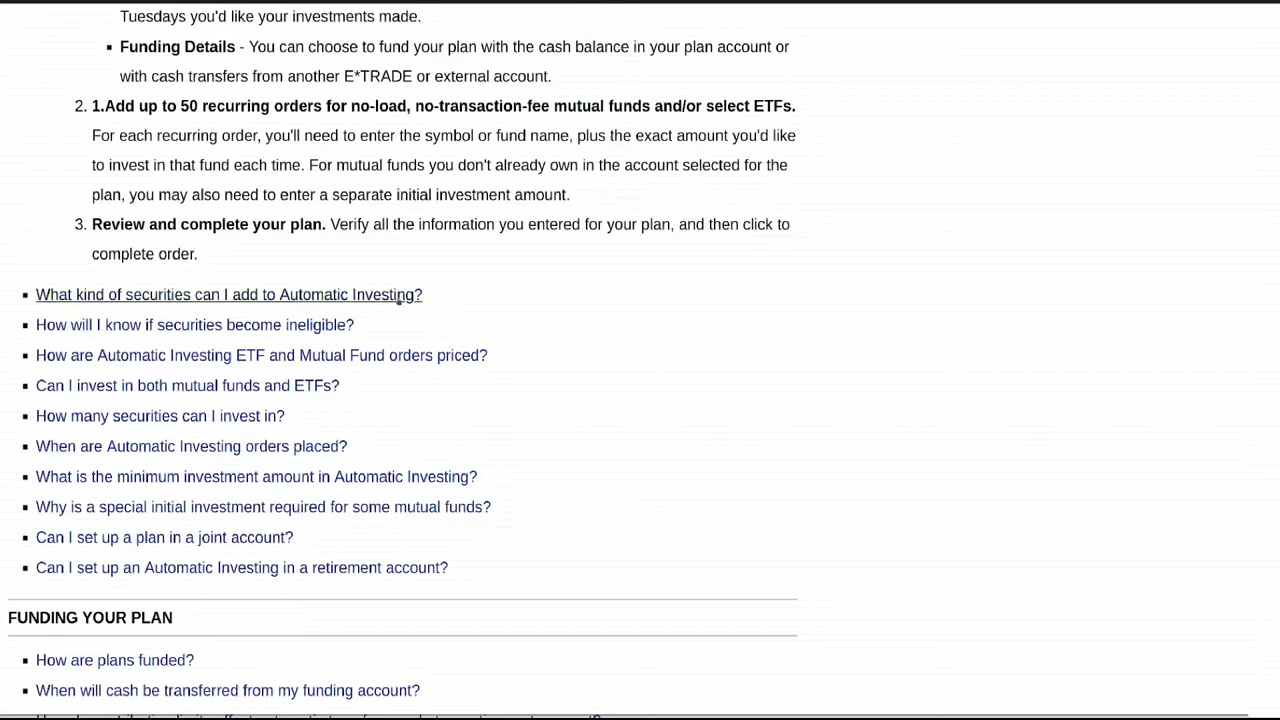 Tuesdays you'd like your investments made.
▪ Funding Details - You can choose to fund your plan with the cash balance in your plan account or
with cash transfers from another E*TRADE or external account.
2. 1.Add up to 50 recurring orders for no-load, no-transaction-fee mutual funds and/or select ETFs.
For each recurring order, you'll need to enter the symbol or fund name, plus the exact amount you'd like
to invest in that fund each time. For mutual funds you don't already own in the account selected for the
plan, you may also need to enter a separate initial investment amount.
3. Review and complete your plan. Verify all the information you entered for your plan, and then click to
complete order.
▪ What kind of securities can I add to Automatic Investing?
▪ How will I know if securities become ineligible?
▪ How are Automatic Investing ETF and Mutual Fund orders priced?
▪ Can I invest in both mutual funds and ETFs?
▪ How many securities can I invest in?
▪ When are Automatic Investing orders placed?
▪ What is the minimum investment amount in Automatic Investing?
▪ Why is a special initial investment required for some mutual funds?
▪ Can I set up a plan in a joint account?
▪ Can I set up an Automatic Investing in a retirement account?
FUNDING YOUR PLAN
▪ How are plans funded?
▪ When will cash be transferred from my funding account?